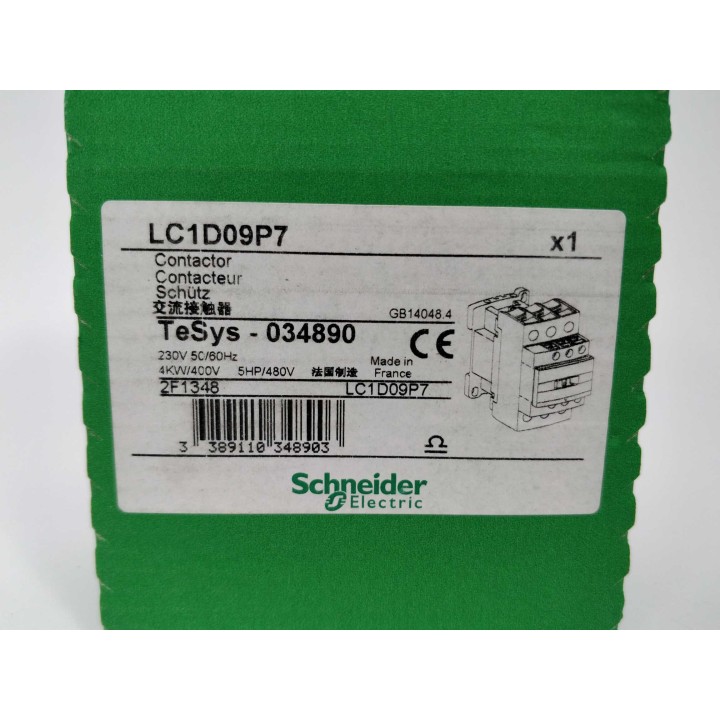 LC1D09P7 x1
Contactor
Contacteur
Schütz
交流接触器 GB14048.4
TeSys - 034890 CE
230V 50/60Hz Made in
4KW/400V 5HP/480V 法国制造 France
2F1348 LC1D09P7
3 389110 348903
Schneider
Electric